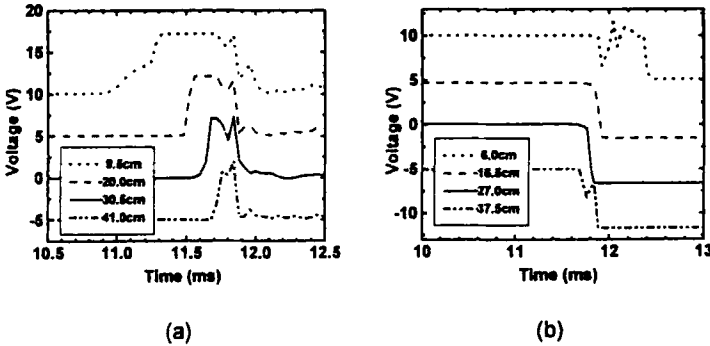 20
15
10
5
0
-5
Voltage (V)
9.5cm
20.0cm
30.5cm
41.0cm
10.5 11.0 11.5 12.0 12.5
Time (ms)
(a)
10
5
0
-5
-10
Voltage (V)
6.0cm
16.5cm
27.0cm
37.5cm
10 11 12 13
Time (ms)
(b)